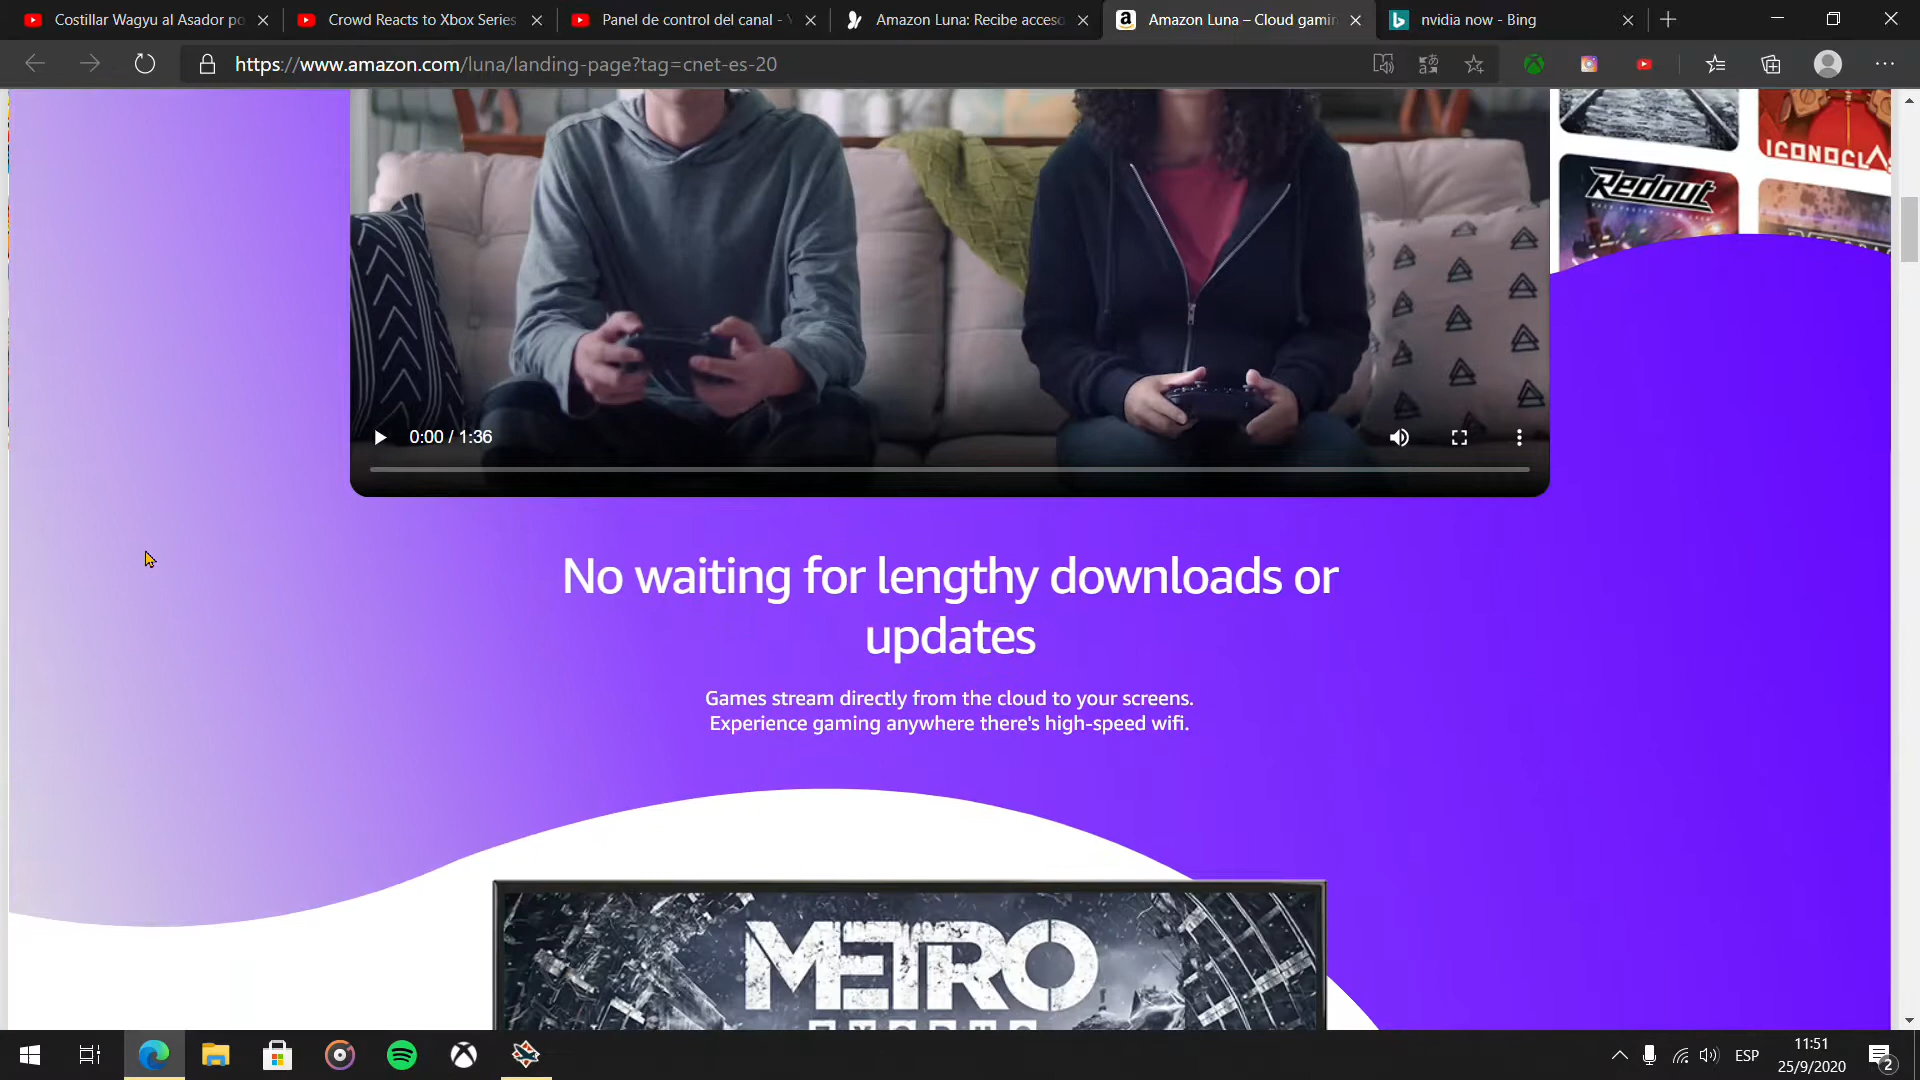 Costillar Wagyu al Asador po
Crowd Reacts to Xbox Series
Panel de control del canal - Y
Amazon Luna: Recibe acceso
Amazon Luna – Cloud gamin
nvidia now - Bing
https://www.amazon.com/luna/landing-page?tag=cnet-es-20
ICONOCLA
Redout
0:00 / 1:36
No waiting for lengthy downloads or
updates
Games stream directly from the cloud to your screens.
Experience gaming anywhere there's high-speed wifi.
METRO
ESP
11:51
25/9/2020
2